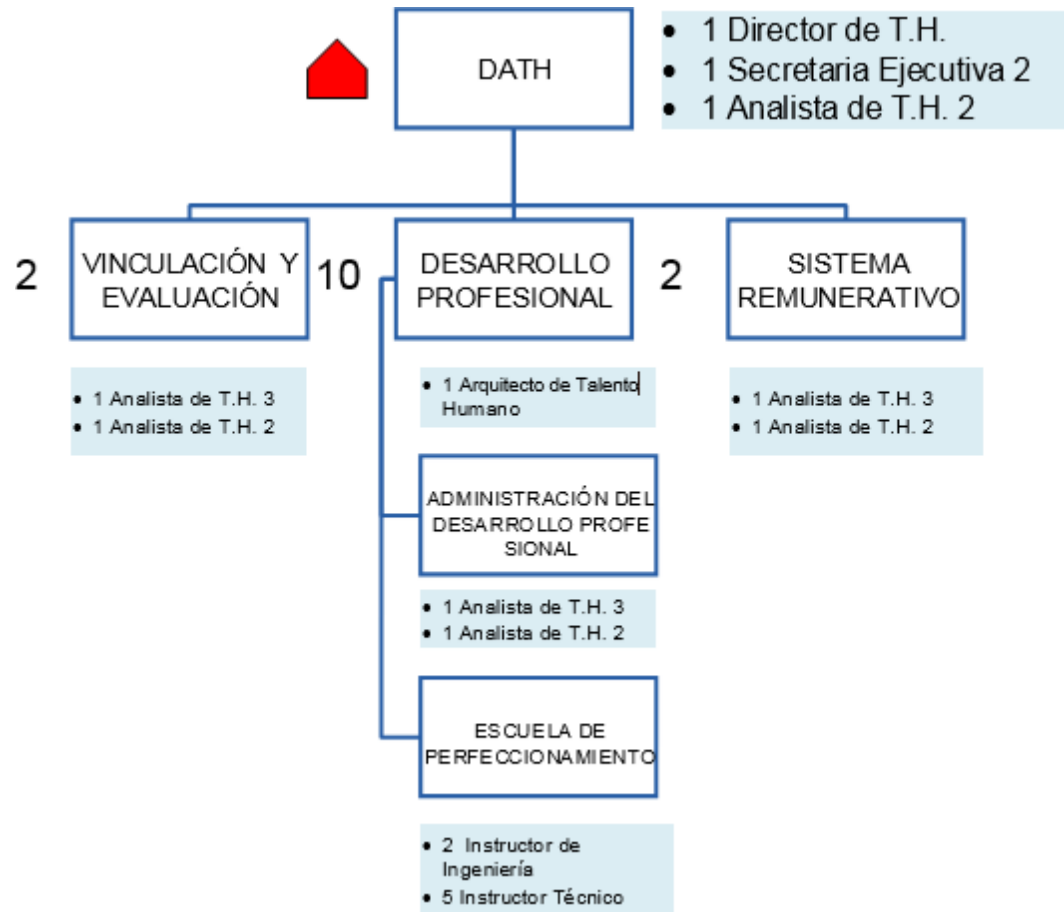 DATH
• 1 Director de T.H.
• 1 Secretaria Ejecutiva 2
• 1 Analista de T.H. 2
2
VINCULACIÓN Y
EVALUACIÓN
10
DESARROLLO
PROFESIONAL
2
SISTEMA
REMUNERATIVO
• 1 Analista de T.H. 3
• 1 Analista de T.H. 2
• 1 Arquitecto de Talento
Humano
• 1 Analista de T.H. 3
• 1 Analista de T.H. 2
ADMINISTRACIÓN DEL
DESARROLLO PROFE
SIONAL
• 1 Analista de T.H. 3
• 1 Analista de T.H. 2
ESCUELA DE
PERFECCIONAMIENTO
• 2 Instructor de
Ingeniería
• 5 Instructor Técnico